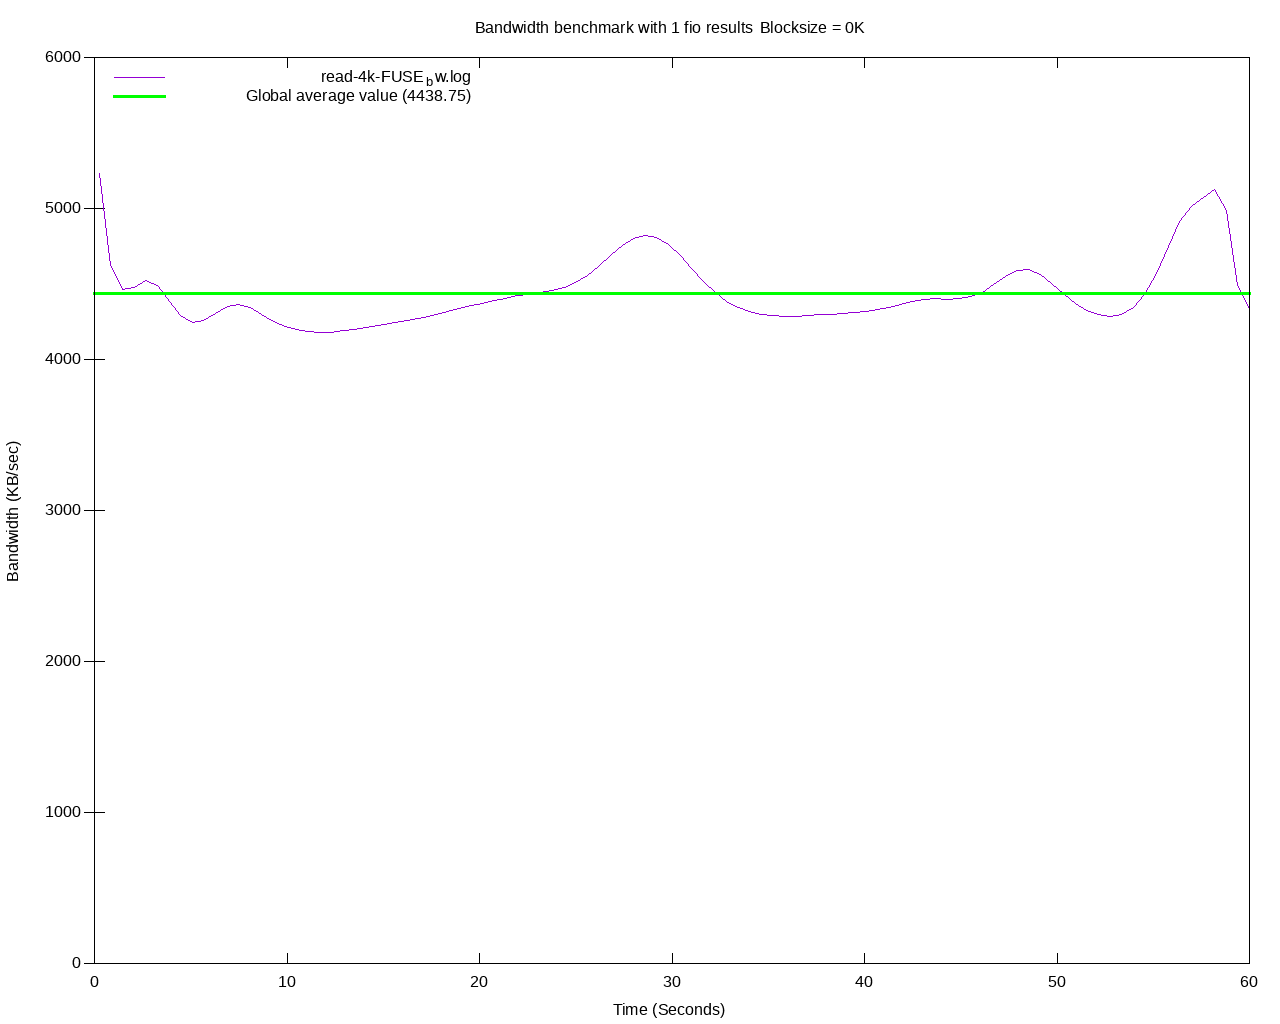 Bandwidth benchmark with 1 fio results Blocksize = 0K
6000
read-4k-FUSE_bw.log
Global average value (4438.75)
5000
4000
3000
2000
1000
0
Bandwidth (KB/sec)
0 10 20 30 40 50 60
Time (Seconds)